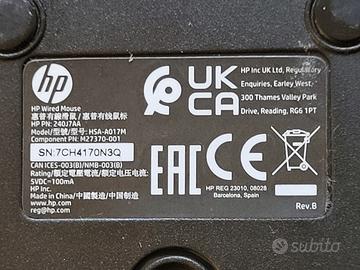 hp
HP Wired Mouse
惠普有線滑鼠/惠普有线鼠标
HP PN: 240J7AA
Model/型號/型号: HSA-A017M
Component PN: M27370-001
SN:7CH4170N3Q
CAN ICES-003(B)/NMB-003(B)
Rating/額定電壓電流/额定电压电流:
5VDC⎓100mA
HP Inc.
Made in China/中國製造/中国制造
hp.com
reg@hp.com
UK
CA
HP Inc UK Ltd, Regulatory
Enquiries, Earley West,
300 Thames Valley Park
Drive, Reading, RG6 1PT
EAC
CE
HP REG 23010, 08028
Barcelona, Spain
Rev.B
subito